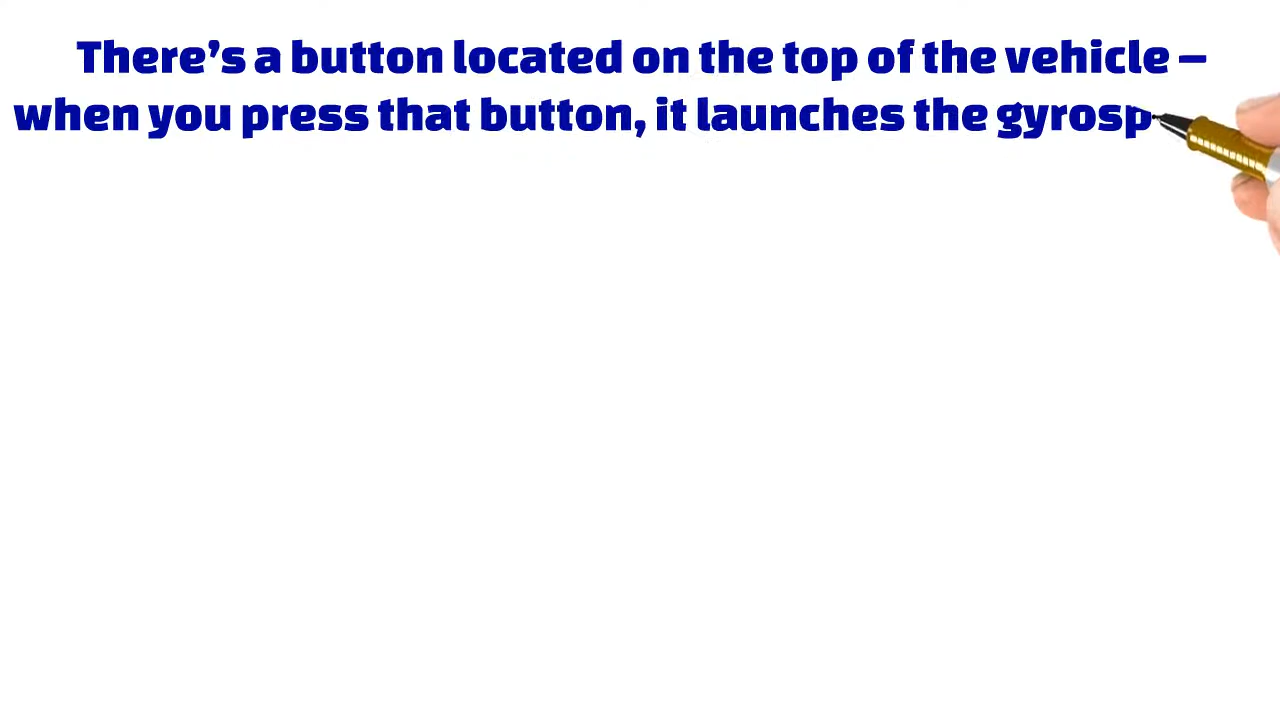 There’s a button located on the top of the vehicle –
when you press that button, it launches the gyrosp